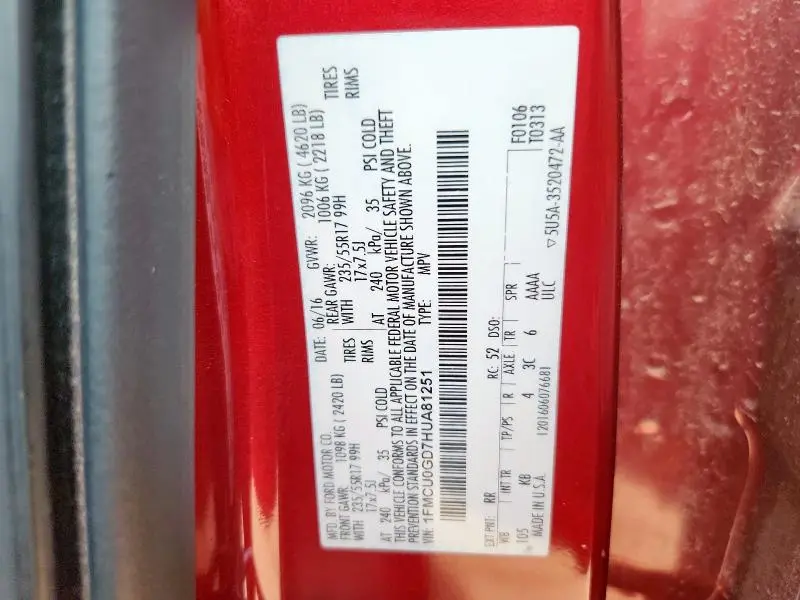 MFD. BY FORD MOTOR CO.
DATE: 06/16 GVWR: 2096 KG ( 4620 LB)
FRONT GAWR: 1098 KG ( 2420 LB) REAR GAWR: 1006 KG ( 2218 LB)
WITH 235/55R17 99H TIRES WITH 235/55R17 99H TIRES
17x7.5J RIMS 17x7.5J RIMS
AT 240 kPa/ 35 PSI COLD AT 240 kPa/ 35 PSI COLD
THIS VEHICLE CONFORMS TO ALL APPLICABLE FEDERAL MOTOR VEHICLE SAFETY AND THEFT
PREVENTION STANDARDS IN EFFECT ON THE DATE OF MANUFACTURE SHOWN ABOVE.
VIN: 1FMCU0GD7HUA81251 TYPE: MPV
EXT PNT: RR RC: 52 DSO: F0106
WB INT TR TP/PS R AXLE TR SPR T0313
105 KB 4 3C 6 AAAA
ULC
MADE IN U.S.A. 1201606076681 ▽5U5A-3520472-AA